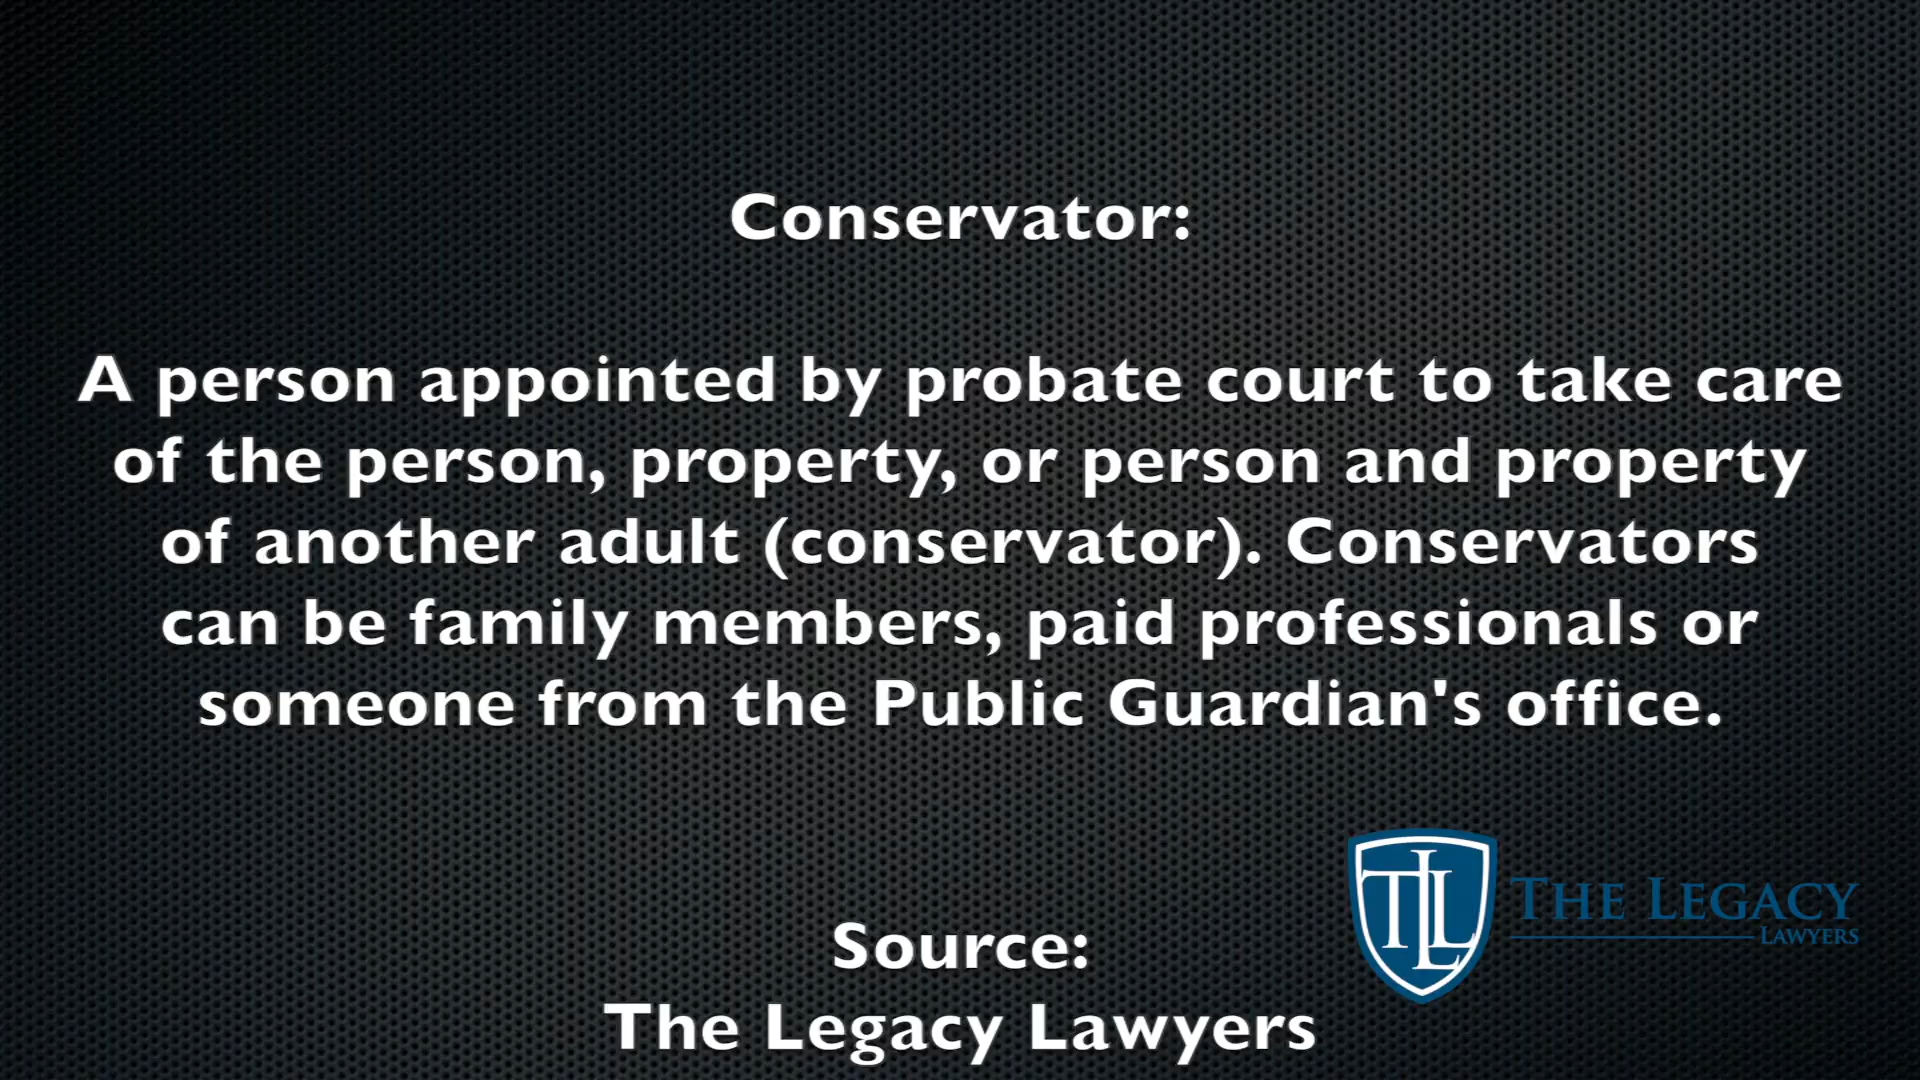 Conservator:
A person appointed by probate court to take care
of the person, property, or person and property
of another adult (conservator). Conservators
can be family members, paid professionals or
someone from the Public Guardian's office.
Source:
The Legacy Lawyers
TLL
THE LEGACY
LAWYERS